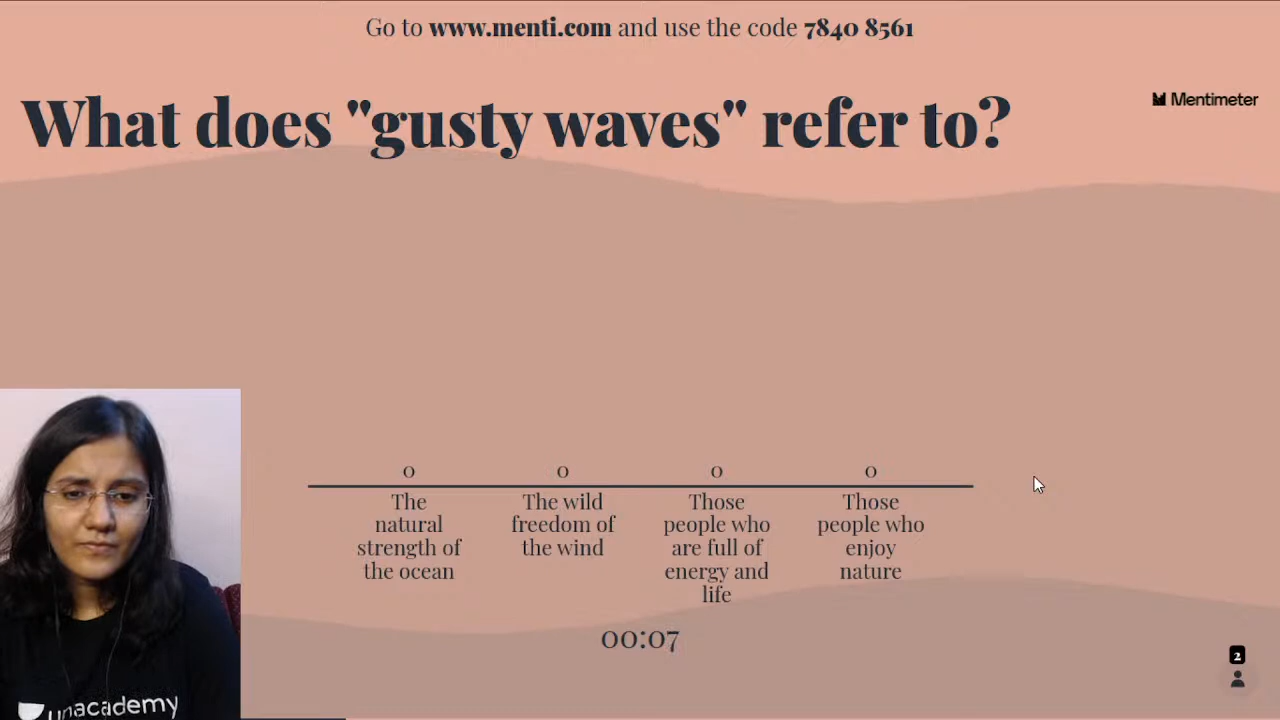 Go to www.menti.com and use the code 7840 8561
Mentimeter
What does "gusty waves" refer to?
0 0 0 0
The natural strength of the ocean
The wild freedom of the wind
Those people who are full of energy and life
Those people who enjoy nature
00:07
2
unacademy